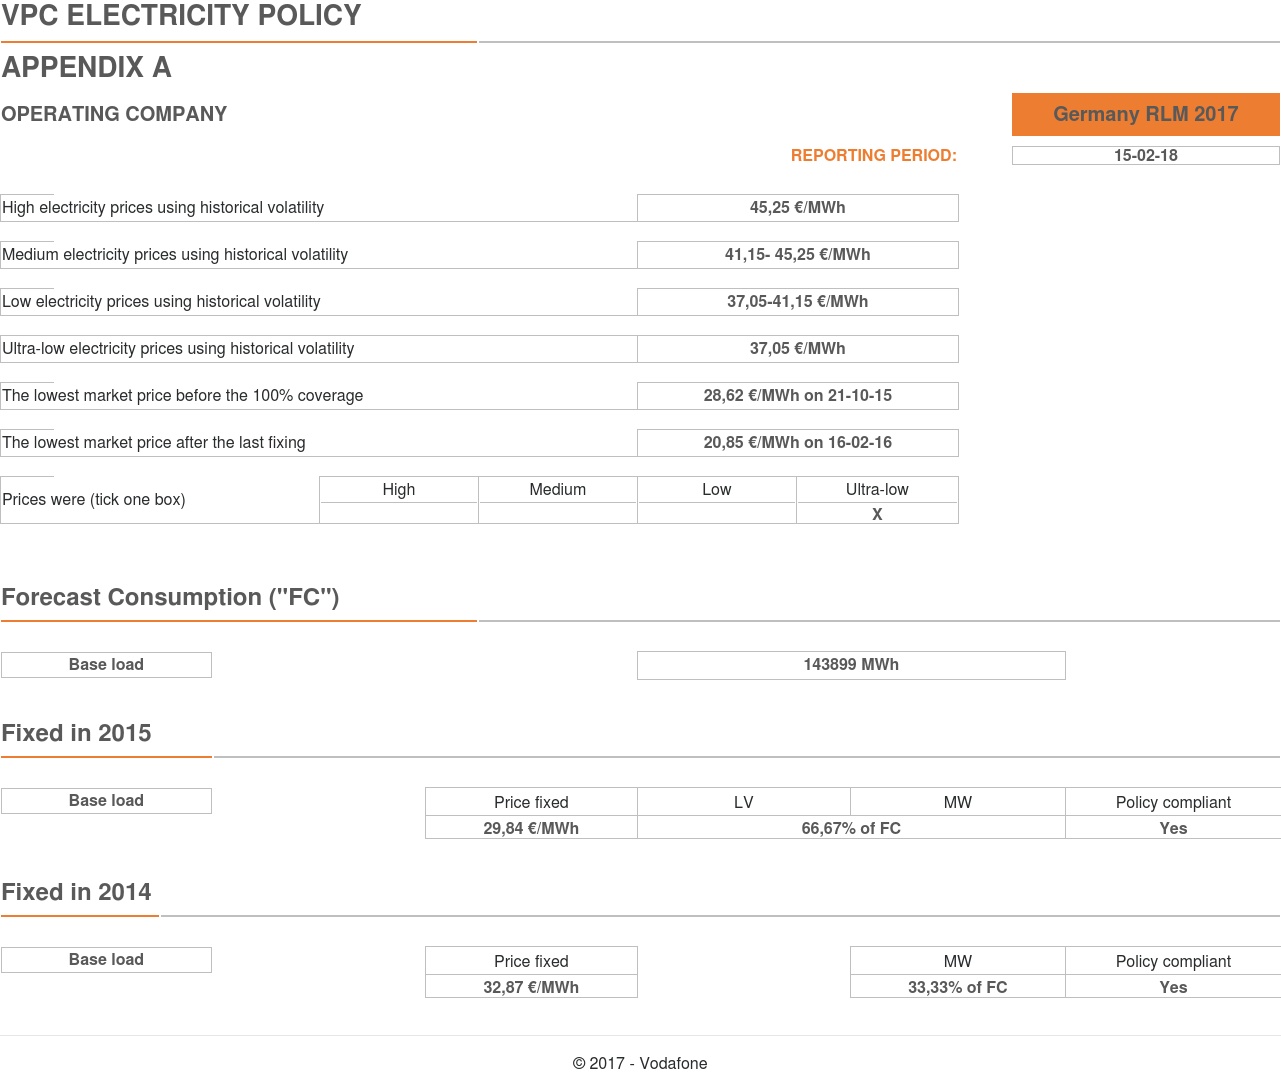 VPC ELECTRICITY POLICY
APPENDIX A
OPERATING COMPANY
Germany RLM 2017
REPORTING PERIOD:
15-02-18
High electricity prices using historical volatility
45,25 €/MWh
Medium electricity prices using historical volatility
41,15- 45,25 €/MWh
Low electricity prices using historical volatility
37,05-41,15 €/MWh
Ultra-low electricity prices using historical volatility
37,05 €/MWh
The lowest market price before the 100% coverage
28,62 €/MWh on 21-10-15
The lowest market price after the last fixing
20,85 €/MWh on 16-02-16
Prices were (tick one box)
High Medium Low Ultra-low
X
Forecast Consumption ("FC")
Base load
143899 MWh
Fixed in 2015
Base load
Price fixed LV MW Policy compliant
29,84 €/MWh 66,67% of FC Yes
Fixed in 2014
Base load
Price fixed MW Policy compliant
32,87 €/MWh 33,33% of FC Yes
© 2017 - Vodafone